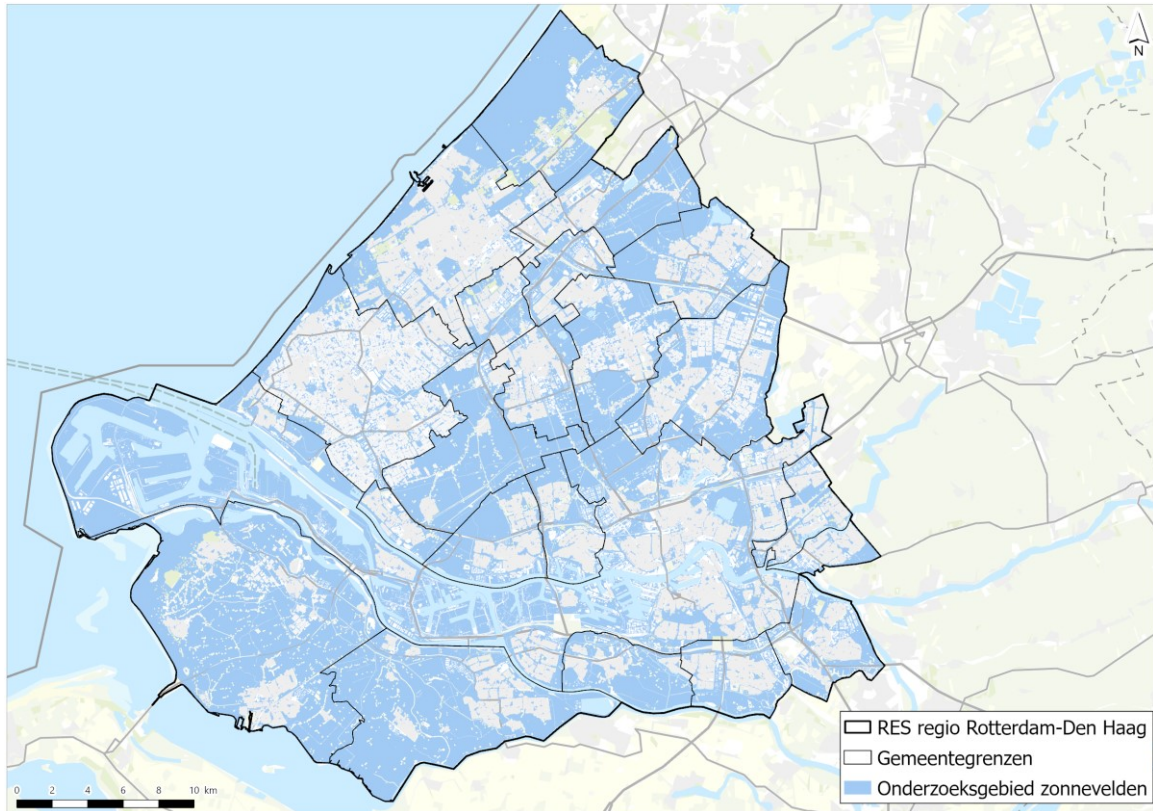 N
RES regio Rotterdam-Den Haag
Gemeentegrenzen
Onderzoeksgebied zonnevelden
0 2 4 6 8 10 km